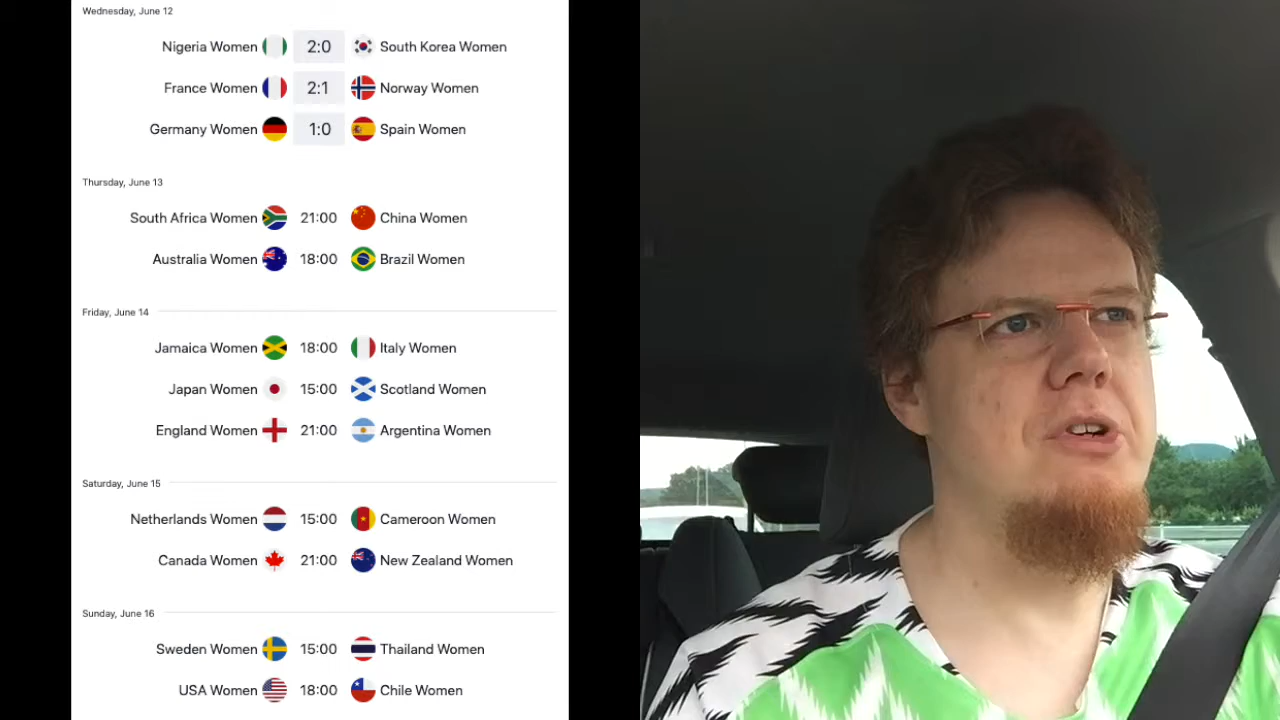 Wednesday, June 12
Nigeria Women 2:0 South Korea Women
France Women 2:1 Norway Women
Germany Women 1:0 Spain Women
Thursday, June 13
South Africa Women 21:00 China Women
Australia Women 18:00 Brazil Women
Friday, June 14
Jamaica Women 18:00 Italy Women
Japan Women 15:00 Scotland Women
England Women 21:00 Argentina Women
Saturday, June 15
Netherlands Women 15:00 Cameroon Women
Canada Women 21:00 New Zealand Women
Sunday, June 16
Sweden Women 15:00 Thailand Women
USA Women 18:00 Chile Women